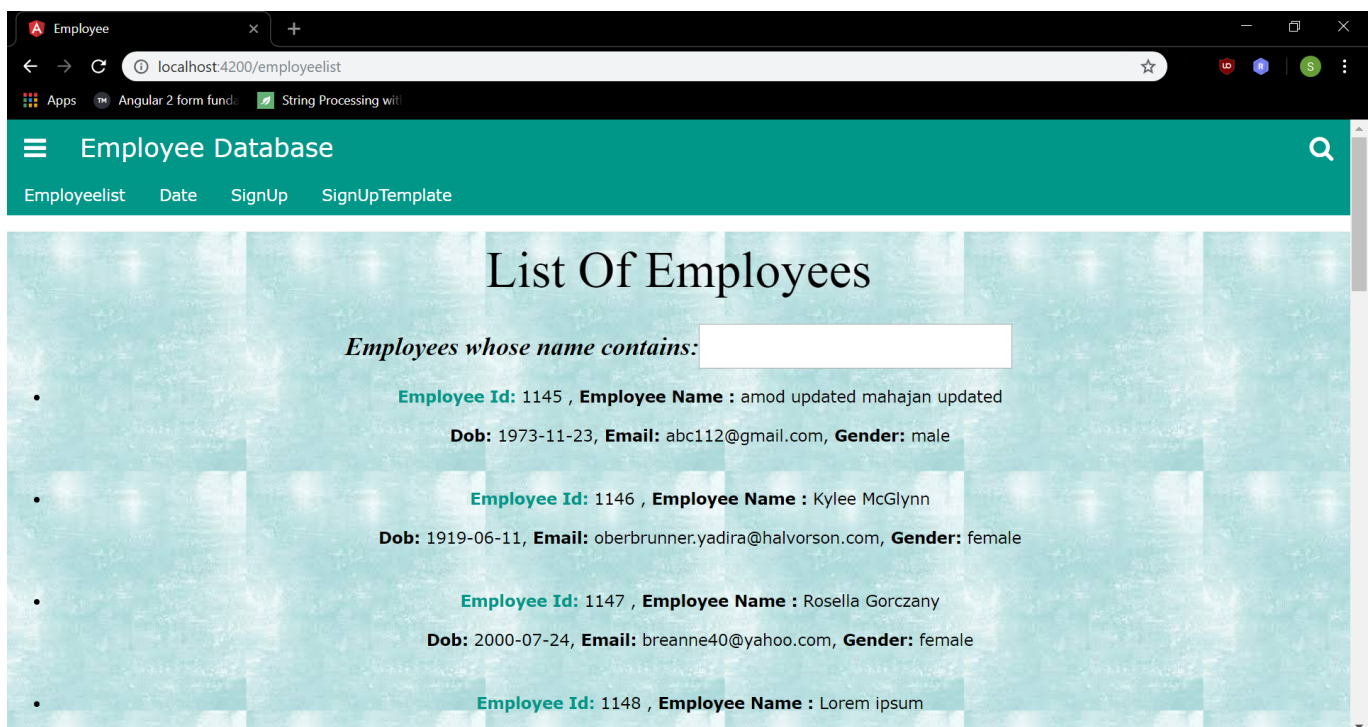 Employee
localhost:4200/employeelist
S
Apps
TM Angular 2 form funda
String Processing wit
Employee Database
Employeelist Date SignUp SignUpTemplate
List Of Employees
Employees whose name contains:
Employee Id: 1145 , Employee Name : amod updated mahajan updated
Dob: 1973-11-23, Email: abc112@gmail.com, Gender: male
Employee Id: 1146 , Employee Name : Kylee McGlynn
Dob: 1919-06-11, Email: oberbrunner.yadira@halvorson.com, Gender: female
Employee Id: 1147 , Employee Name : Rosella Gorczany
Dob: 2000-07-24, Email: breanne40@yahoo.com, Gender: female
Employee Id: 1148 , Employee Name : Lorem ipsum